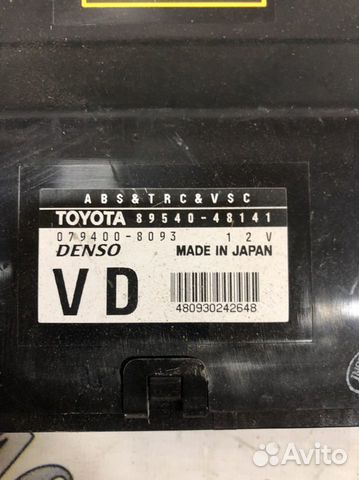 ABS&TRC&VSC
TOYOTA 89540-48141
079400-8093 12V
DENSO MADE IN JAPAN
VD
480930242648
Avito